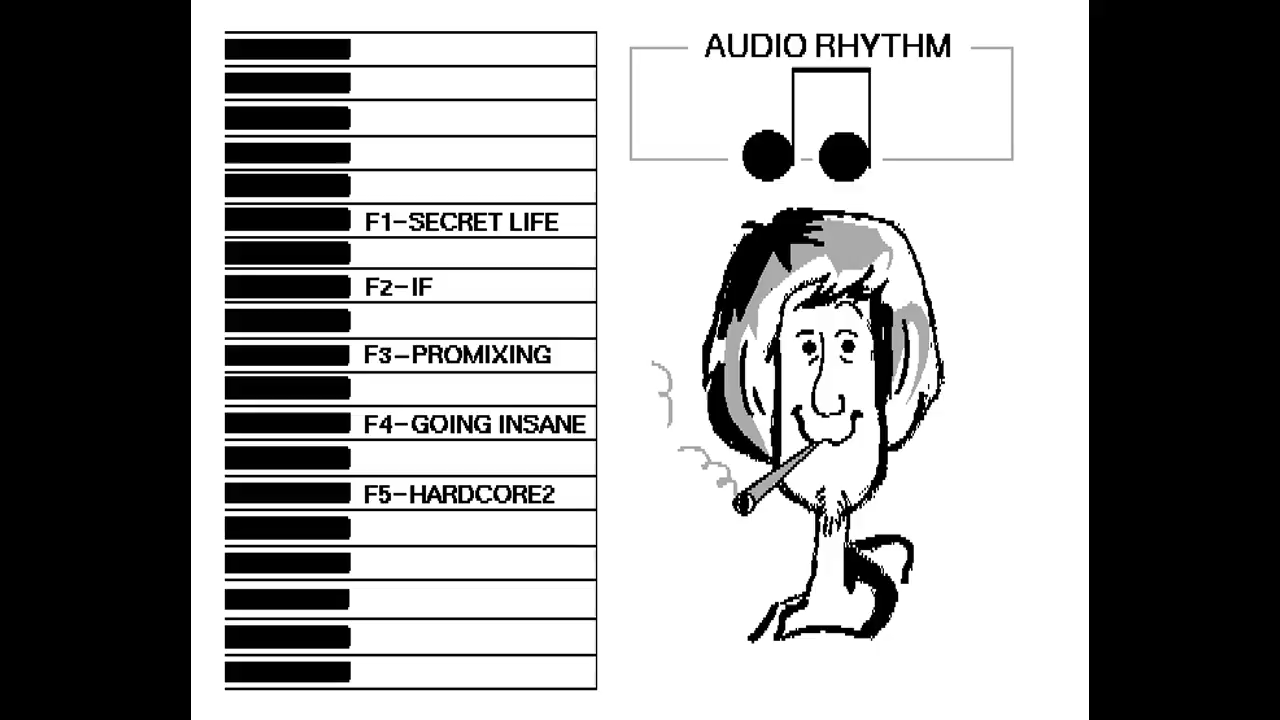 AUDIO RHYTHM
F1-SECRET LIFE
F2-IF
F3-PROMIXING
F4-GOING INSANE
F5-HARDCORE2